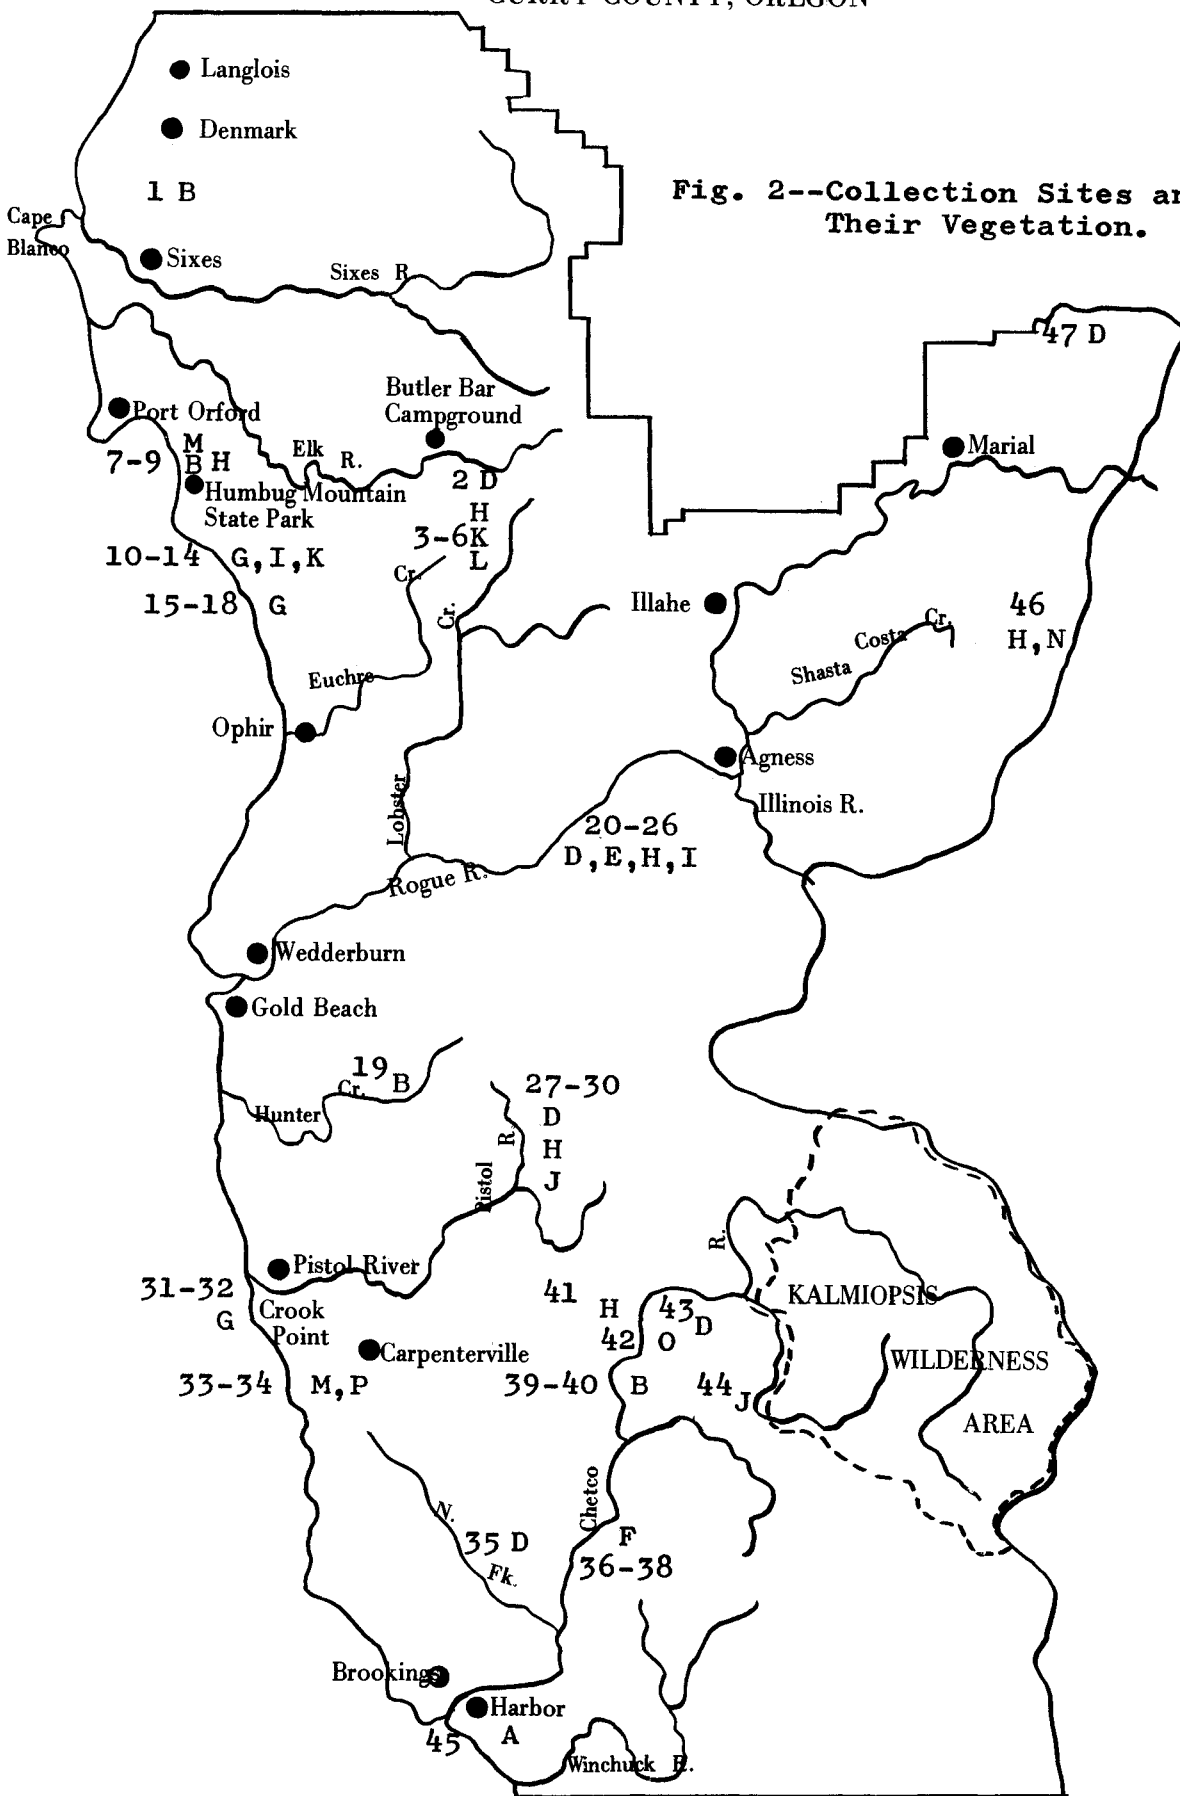 CURRY COUNTY, OREGON
Langlois
Denmark
1 B
Fig. 2--Collection Sites
Their Vegetation.
Cape
Blanco
Sixes
Sixes R
47 D
Butler Bar
Campground
Port Orford
Marial
M
7-9 B H
Elk R.
Humbug Mountain
State Park
2 D
H
3-6 K
L
10-14 G,I,K
Cr.
15-18 G
Cr.
Illahe
46
H,N
Shasta Costa Cr.
Euchre
Ophir
Agness
Lobster
Illinois R.
20-26
D,E,H,I
Rogue R.
Wedderburn
Gold Beach
19 B
Cr.
Hunter
27-30
D
H
J
Pistol R.
R.
Pistol River
31-32
G
Crook
Point
41
H
42
43 D
O
KALMIOPSIS
WILDERNESS
AREA
Carpenterville
33-34 M,P
39-40 B
44 J
Chetco
N.
35 D
Fk.
F
36-38
Brookings
Harbor
45 A
Winchuck R.